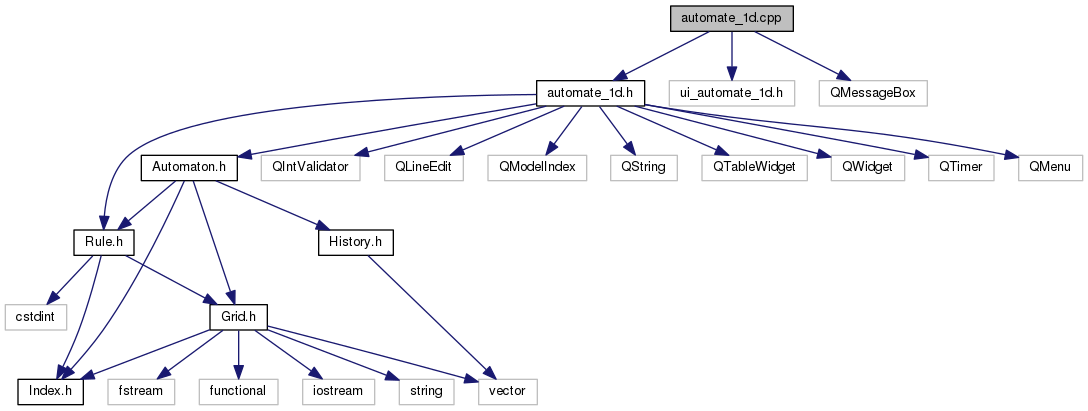 automate_1d.cpp
automate_1d.h
ui_automate_1d.h
QMessageBox
Automaton.h
QIntValidator
QLineEdit
QModelIndex
QString
QTableWidget
QWidget
QTimer
QMenu
Rule.h
History.h
cstdint
Grid.h
Index.h
fstream
functional
iostream
string
vector